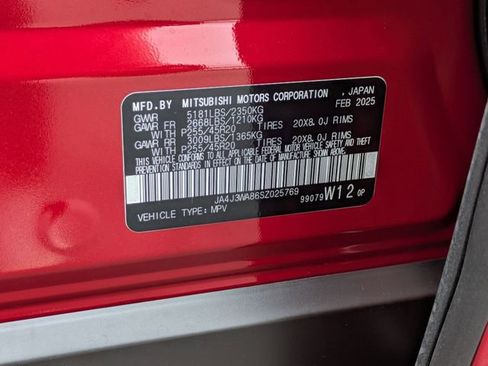 MFD.BY MITSUBISHI MOTORS CORPORATION , JAPAN
GVWR 5181LBS/2350KG FEB 2025
GAWR FR 2668LBS/1210KG
WITH P255/45R20 TIRES 20X8.0J RIMS
GAWR RR 3009LBS/1365KG
WITH P255/45R20 TIRES 20X8.0J RIMS
THIS VEHICLE CONFORMS TO ALL APPLICABLE FEDERAL MOTOR VEHICLE SAFETY AND THEFT
PREVENTION STANDARDS IN EFFECT ON THE DATE OF MANUFACTURE SHOWN ABOVE.
JA4J3WA86SZ025769
VEHICLE TYPE: MPV 99079 W12 0P